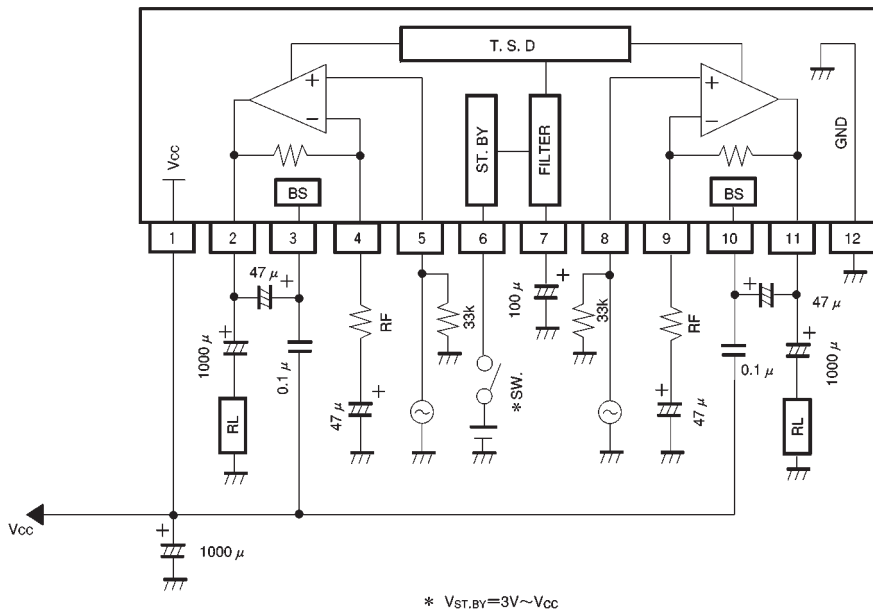 T. S. D
+
+
−
−
ST. BY
FILTER
VCC
GND
BS
BS
1
2
3
4
5
6
7
8
9
10
11
12
47 μ
+
+
47 μ
+
1000 μ
0.1 μ
RF
33k
100 μ
+
33k
RF
0.1 μ
+
1000 μ
RL
47 μ
+
* SW.
+
47 μ
RL
VCC
+
1000 μ
* VST.BY=3V~VCC